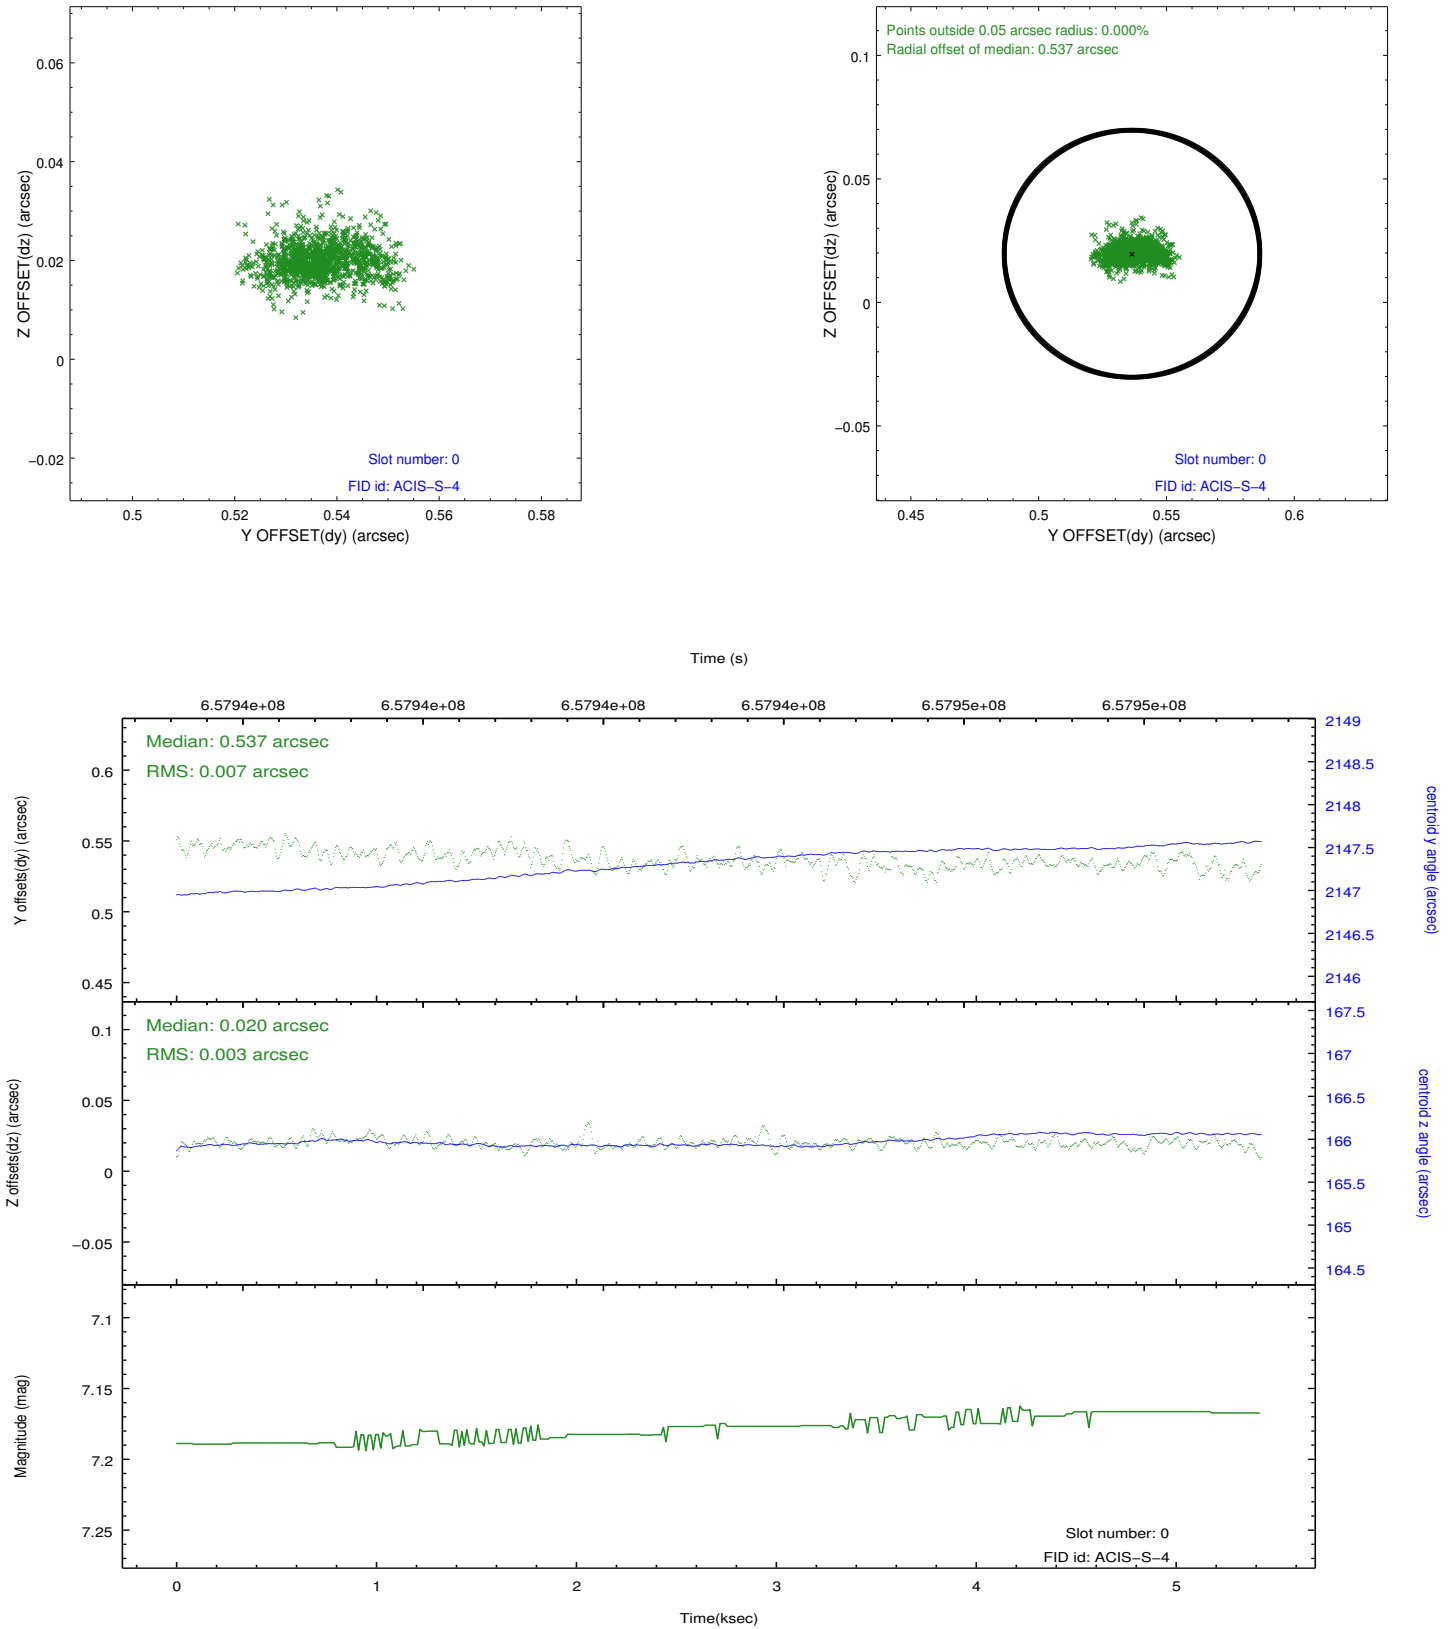 0.06
0.04
0.02
0
−0.02
Z OFFSET(dz) (arcsec)
Slot number: 0
FID id: ACIS−S−4
0.5 0.52 0.54 0.56 0.58
Y OFFSET(dy) (arcsec)
Points outside 0.05 arcsec radius: 0.000%
Radial offset of median: 0.537 arcsec
0.1
0.05
0
−0.05
Z OFFSET(dz) (arcsec)
Slot number: 0
FID id: ACIS−S−4
0.45 0.5 0.55 0.6
Y OFFSET(dy) (arcsec)
Time (s)
6.5794e+08 6.5794e+08 6.5794e+08 6.5794e+08 6.5795e+08 6.5795e+08
Median: 0.537 arcsec
RMS: 0.007 arcsec
0.6
0.55
0.5
0.45
Y offsets(dy) (arcsec)
2149
2148.5
2148
2147.5
2147
2146.5
2146
centroid y angle (arcsec)
Median: 0.020 arcsec
RMS: 0.003 arcsec
0.1
0.05
0
−0.05
Z offsets(dz) (arcsec)
167.5
167
166.5
166
165.5
165
164.5
centroid z angle (arcsec)
7.1
7.15
7.2
7.25
Magnitude (mag)
Slot number: 0
FID id: ACIS−S−4
0 1 2 3 4 5
Time(ksec)